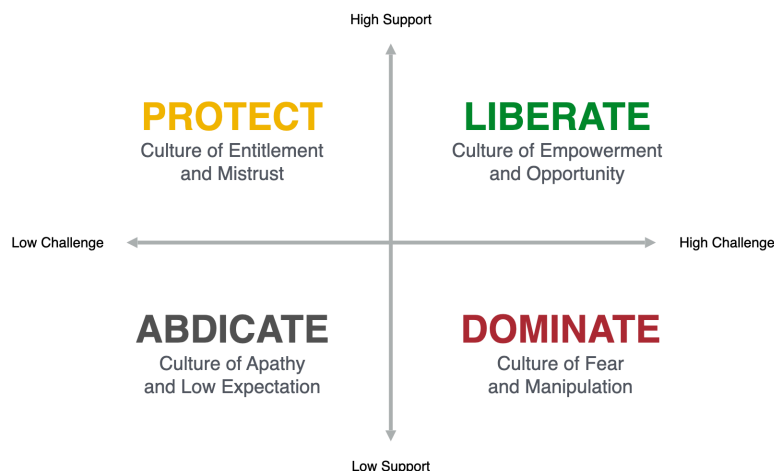 High Support
PROTECT
Culture of Entitlement
and Mistrust
LIBERATE
Culture of Empowerment
and Opportunity
Low Challenge
High Challenge
ABDICATE
Culture of Apathy
and Low Expectation
DOMINATE
Culture of Fear
and Manipulation
Low Support